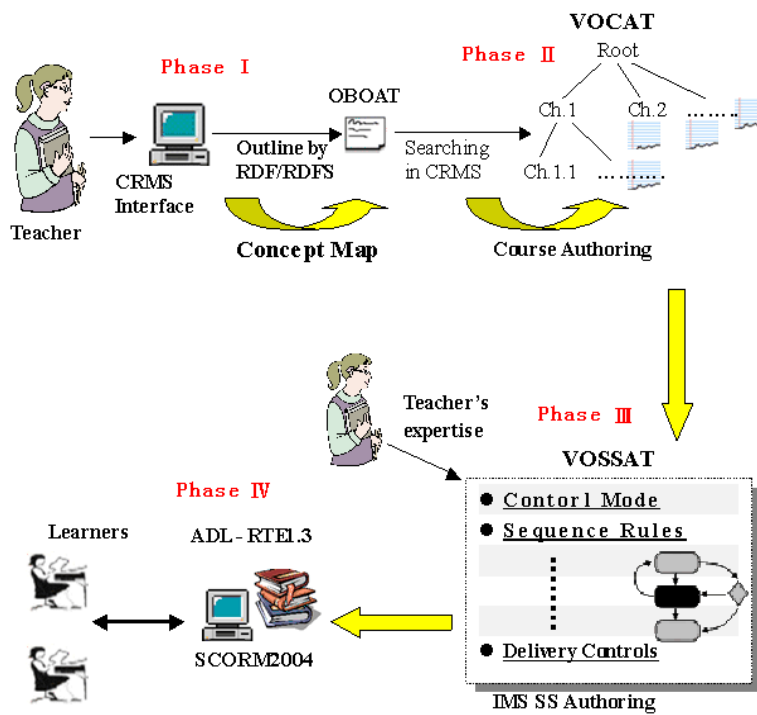 VOCAT
Phase I
Phase II
Root
OBOAT
Ch.1
Ch.2
........
Outline by
RDF/RDFS
Searching
in CRMS
Ch.1.1
..........
CRMS
Interface
Teacher
Concept Map
Course Authoring
Teacher's
expertise
Phase III
VOSSAT
Phase IV
● Contorl Mode
● Sequence Rules
● Delivery Controls
IMS SS Authoring
Learners
ADL-RTE1.3
SCORM2004